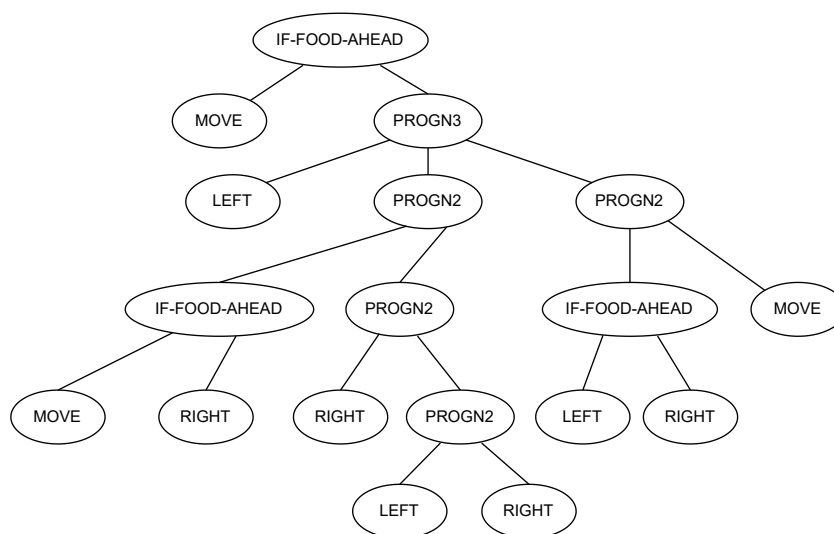 IF-FOOD-AHEAD
MOVE
PROGN3
LEFT
PROGN2
PROGN2
IF-FOOD-AHEAD
PROGN2
IF-FOOD-AHEAD
MOVE
MOVE
RIGHT
RIGHT
PROGN2
LEFT
RIGHT
LEFT
RIGHT